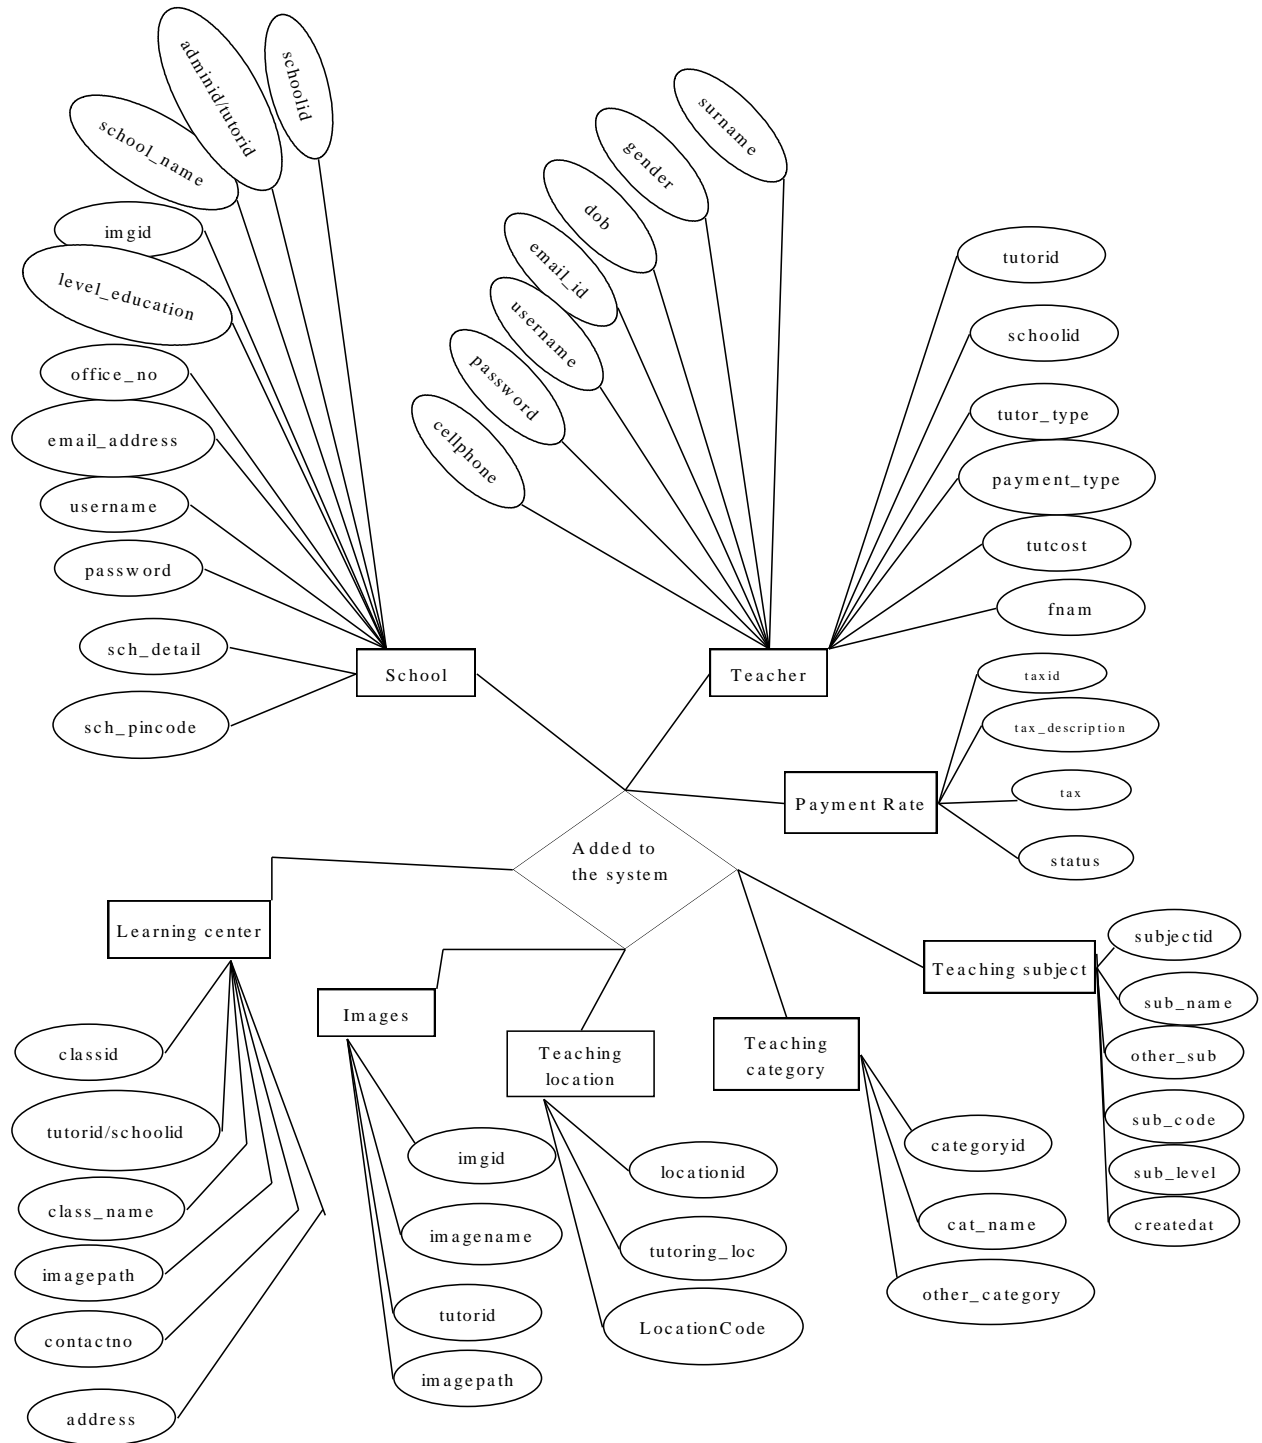 schoolid
adminid/tutorid
school_name
imgid
level_education
office_no
email_address
username
password
sch_detail
sch_pincode
School
surname
gender
dob
email_id
username
password
cellphone
tutorid
schoolid
tutor_type
payment_type
tutcost
fnam
Teacher
taxid
tax_description
tax
status
Payment Rate
Added to
the system
Learning center
classid
tutorid/schoolid
class_name
imagepath
contactno
address
Images
imgid
imagename
tutorid
imagepath
Teaching
location
locationid
tutoring_loc
LocationCode
Teaching
category
categoryid
cat_name
other_category
Teaching subject
subjectid
sub_name
other_sub
sub_code
sub_level
createdat